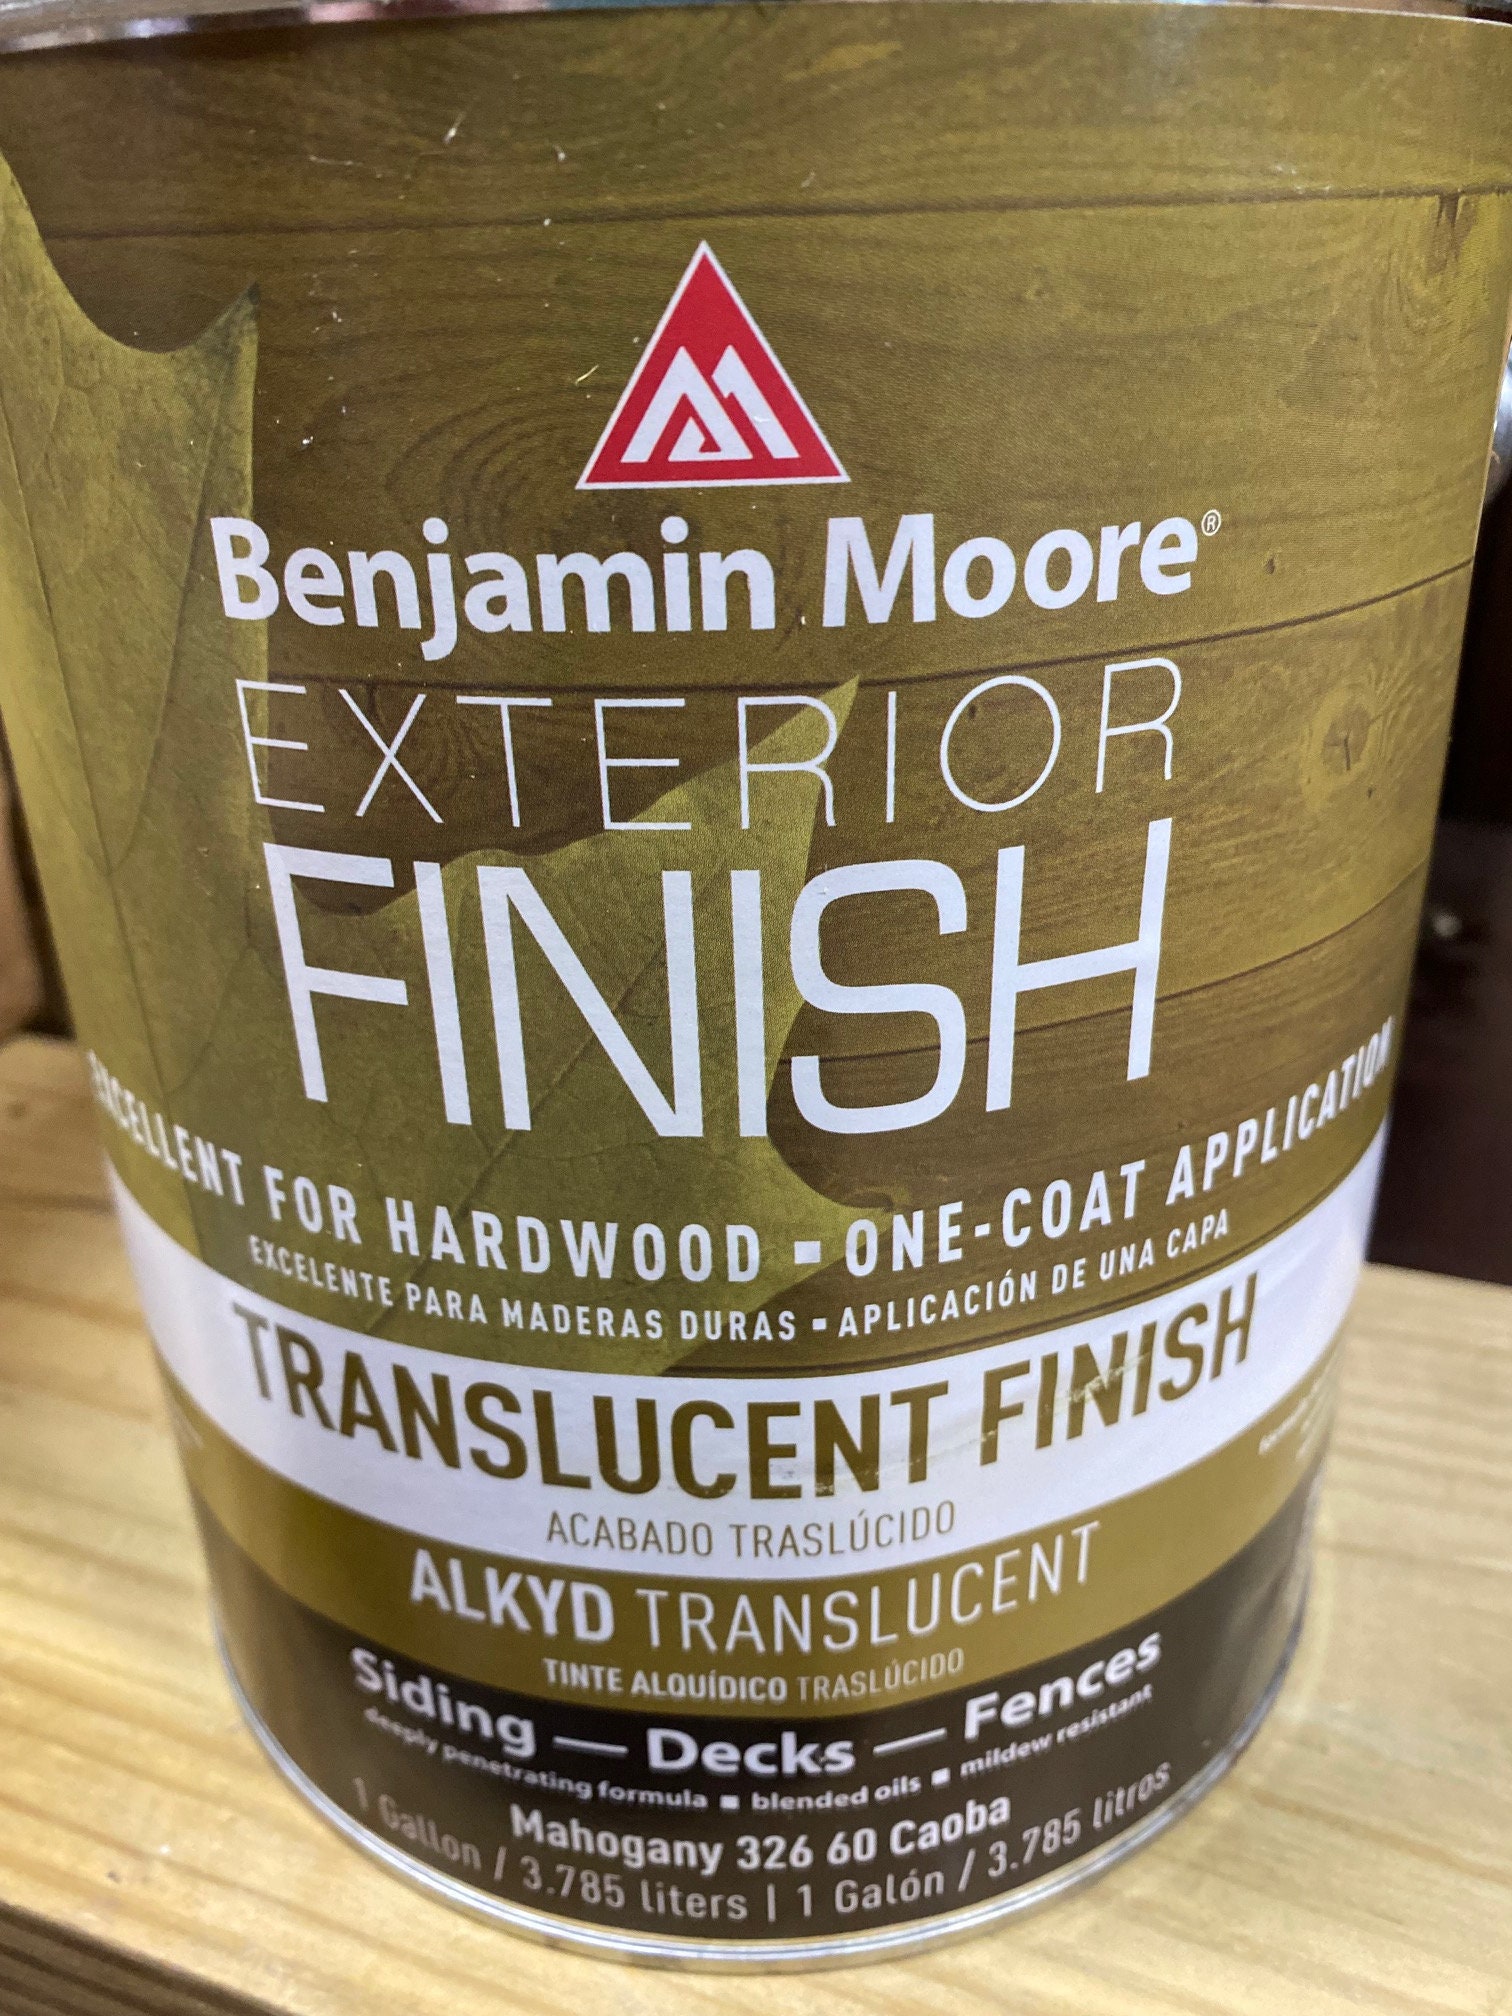 Benjamin Moore®
EXTERIOR
FINISH
EXCELLENT FOR HARDWOOD ▪ ONE-COAT APPLICATION
EXCELENTE PARA MADERAS DURAS ▪ APLICACIÓN DE UNA CAPA
TRANSLUCENT FINISH
ACABADO TRASLÚCIDO
ALKYD TRANSLUCENT
TINTE ALQUÍDICO TRASLÚCIDO
Siding — Decks — Fences
deeply penetrating formula ▪ blended oils ▪ mildew resistant
Mahogany 326 60 Caoba
1 Gallon / 3.785 liters | 1 Galón / 3.785 litros